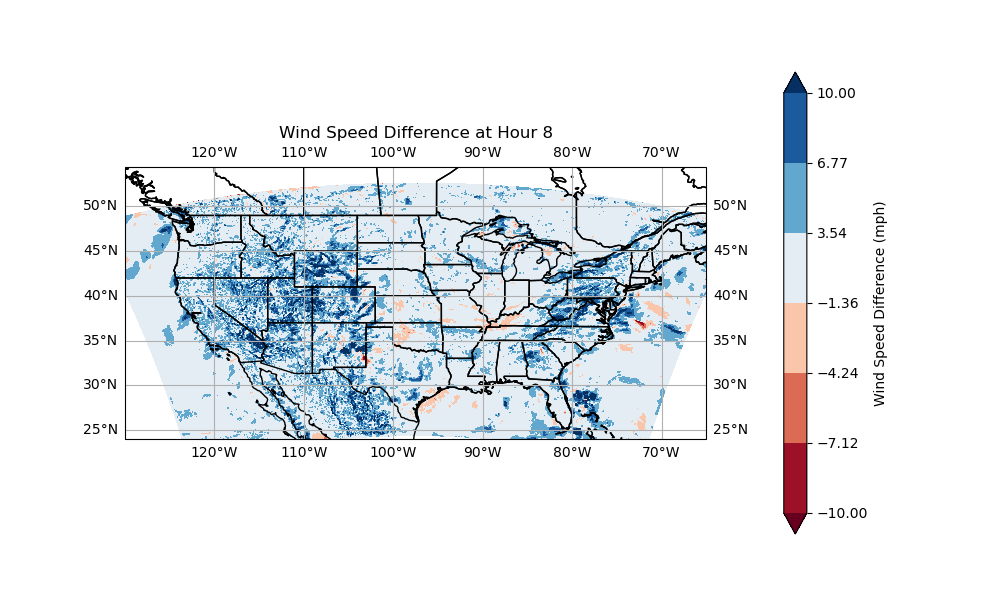 Wind Speed Difference at Hour 8
120°W 110°W 100°W 90°W 80°W 70°W
50°N 50°N
45°N 45°N
40°N 40°N
35°N 35°N
30°N 30°N
25°N 25°N
120°W 110°W 100°W 90°W 80°W 70°W
10.00
6.77
3.54
−1.36
−4.24
−7.12
−10.00
Wind Speed Difference (mph)